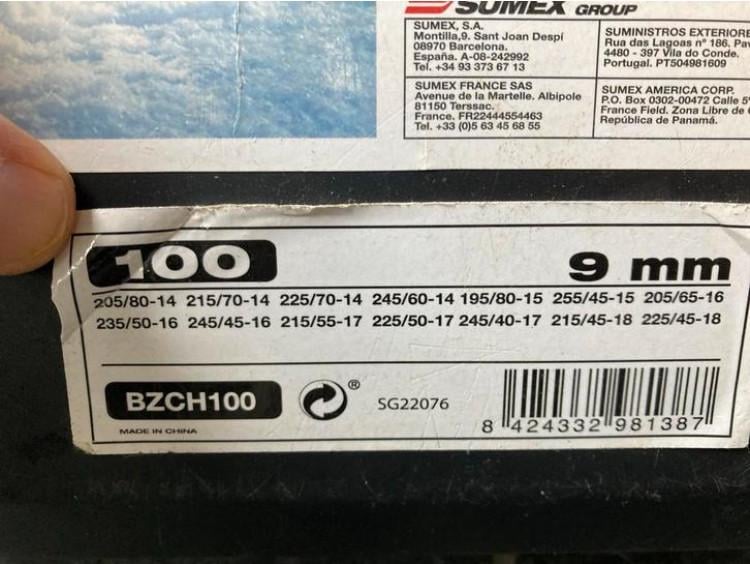 SUMEX GROUP
SUMEX, S.A.
Montilla,9. Sant Joan Despi
08970 Barcelona.
España. A-08-242992
Tel. +34 93 373 67 13
SUMINISTROS EXTERIORE
Rua das Lagoas nº 186. Pav
4480 - 397 Vila do Conde.
Portugal. PT504981609
SUMEX FRANCE SAS
Avenue de la Martelle. Albipole
81150 Terssac.
France. FR22444554463
Tel. +33 (0)5 63 45 68 55
SUMEX AMERICA CORP.
P.O. Box 0302-00472 Calle 5ª
France Field. Zona Libre de
República de Panamá.
100 9 mm
205/80-14 215/70-14 225/70-14 245/60-14 195/80-15 255/45-15 205/65-16
235/50-16 245/45-16 215/55-17 225/50-17 245/40-17 215/45-18 225/45-18
BZCH100 ® SG22076
8 424332 981387
MADE IN CHINA